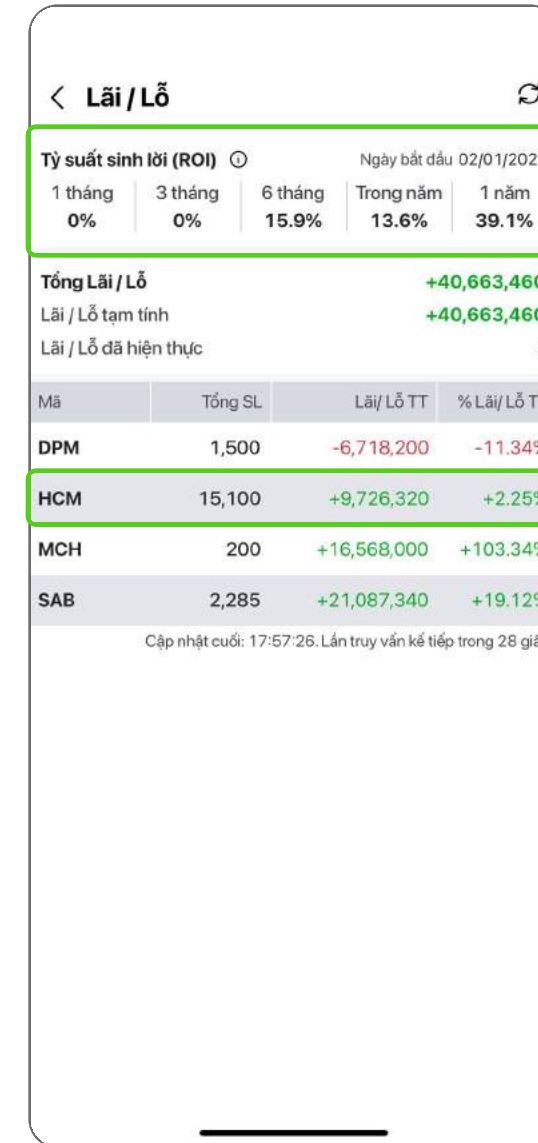 Lãi / Lỗ
Tỷ suất sinh lời (ROI) Ngày bắt đầu 02/01/202
1 tháng 3 tháng 6 tháng Trong năm 1 năm
0% 0% 15.9% 13.6% 39.1%
Tổng Lãi / Lỗ +40,663,460
Lãi / Lỗ tạm tính +40,663,460
Lãi / Lỗ đã hiện thực
Mã Tổng SL Lãi/ Lỗ TT % Lãi/ Lỗ T
DPM 1,500 -6,718,200 -11.34%
HCM 15,100 +9,726,320 +2.25%
MCH 200 +16,568,000 +103.34%
SAB 2,285 +21,087,340 +19.12%
Cập nhật cuối: 17:57:26. Lần truy vấn kế tiếp trong 28 giâ